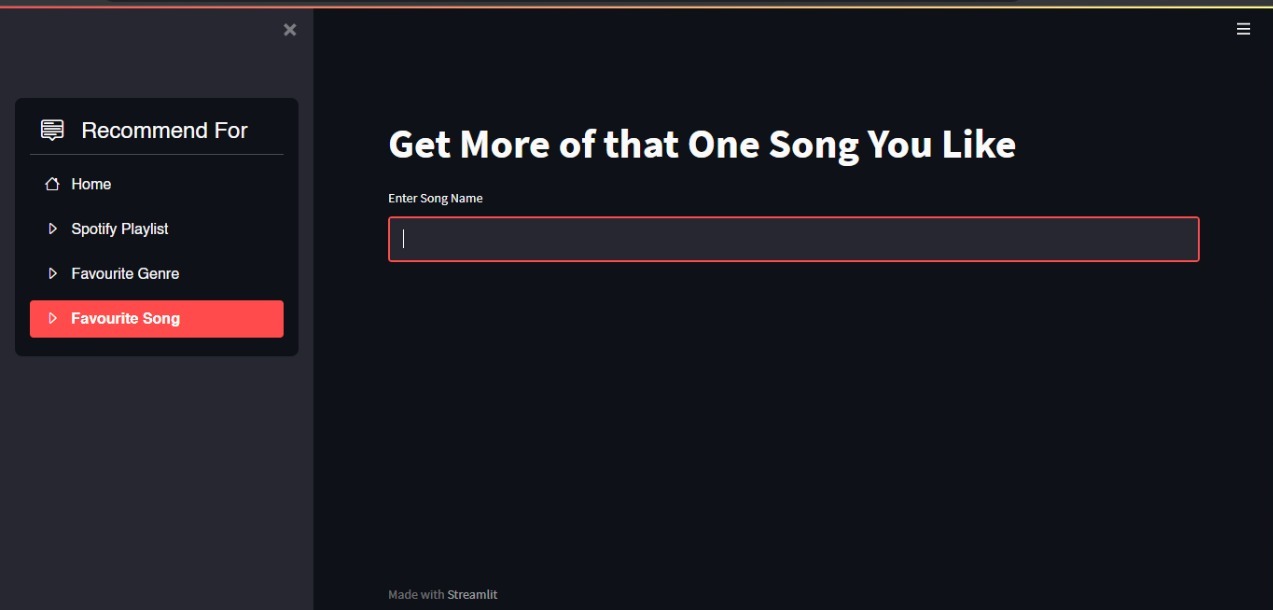 Recommend For
Home
Spotify Playlist
Favourite Genre
Favourite Song
Get More of that One Song You Like
Enter Song Name
Made with Streamlit